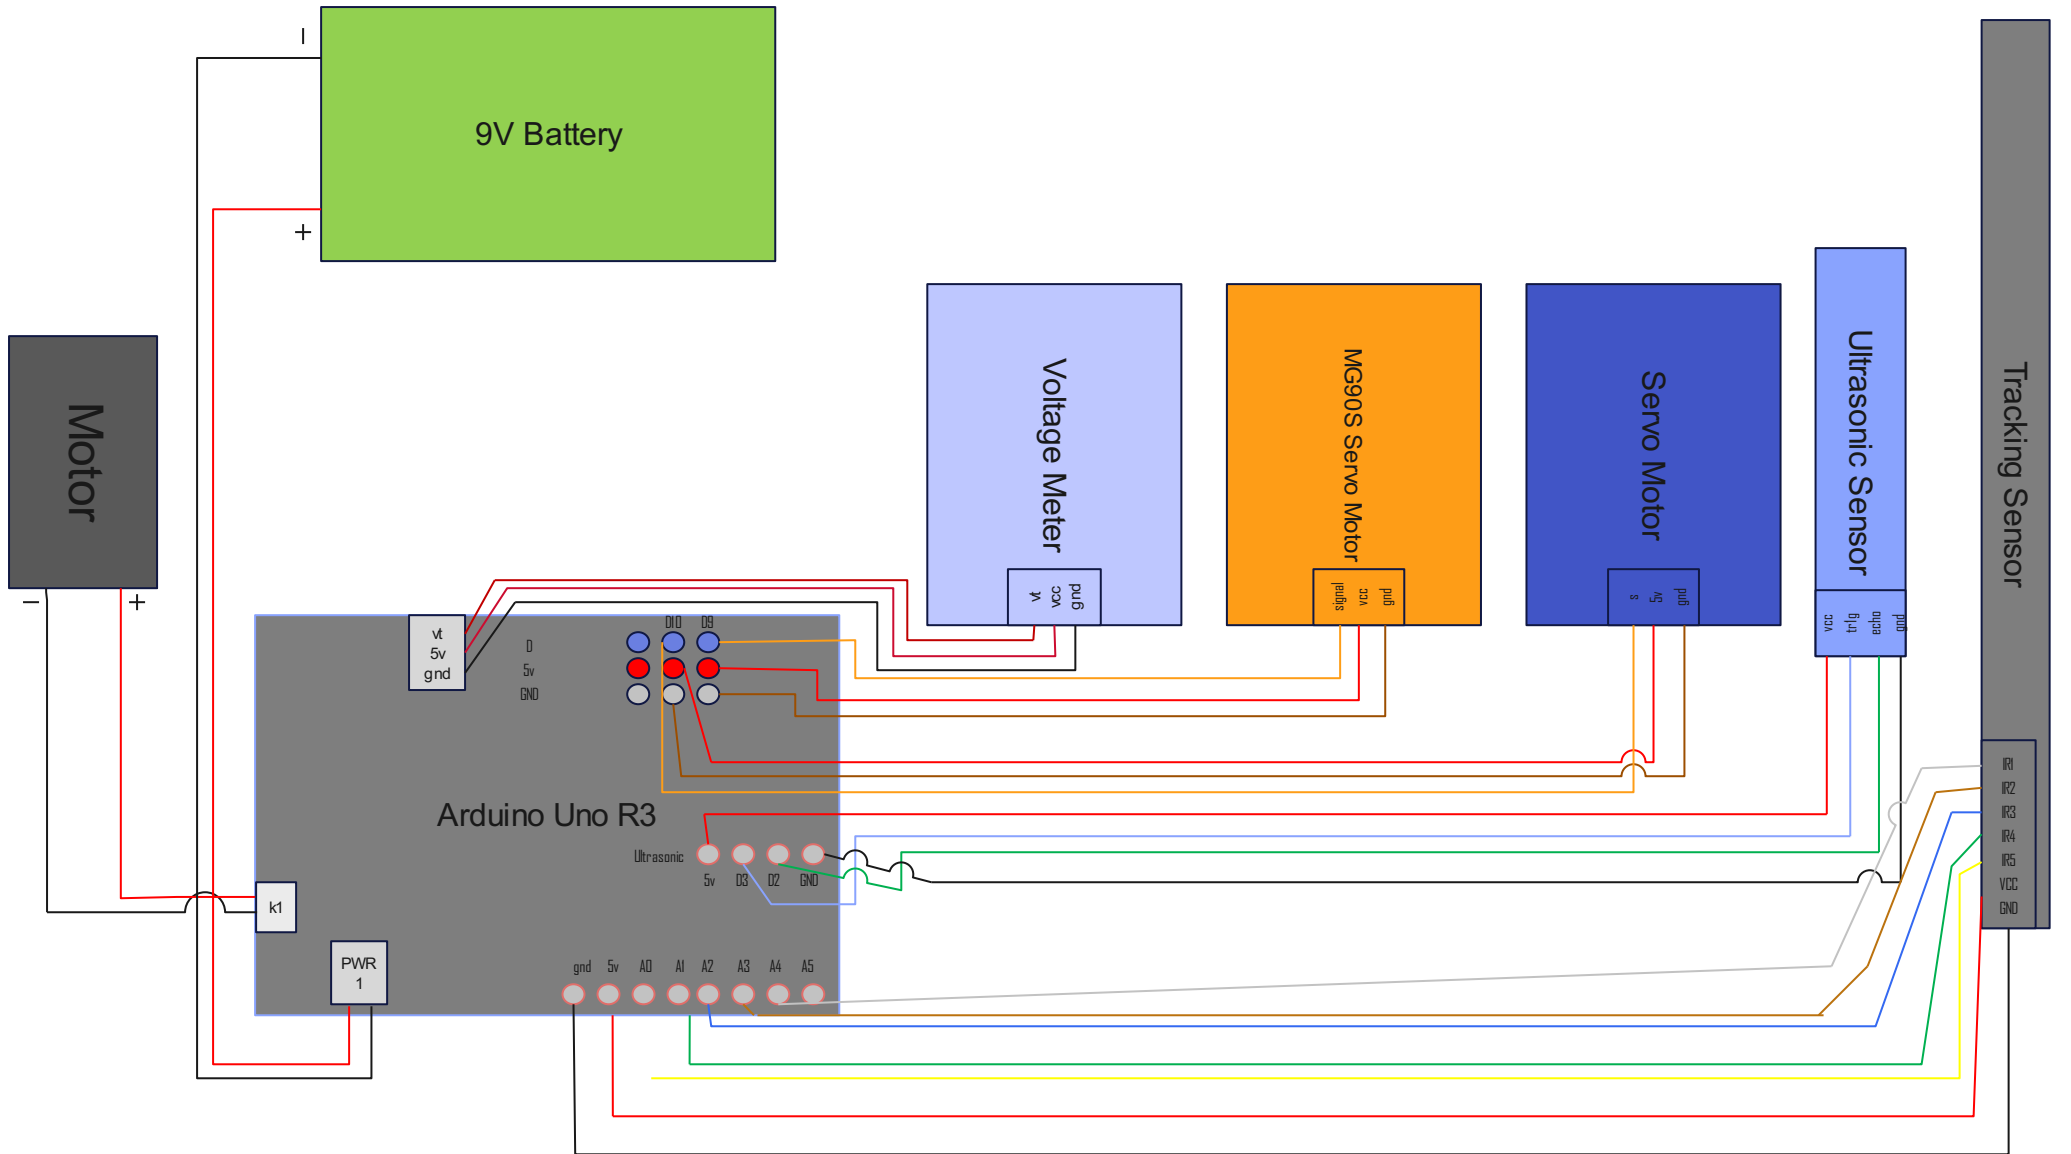 −
9V Battery
+
Motor
−
+
Voltage Meter
vt
vcc
gnd
MG90S Servo Motor
signal
vcc
gnd
Servo Motor
s
5v
gnd
Ultrasonic Sensor
vcc
trig
echo
gnd
Tracking Sensor
IR1
IR2
IR3
IR4
IR5
VCC
GND
vt
5v
gnd
D10
D9
D
5v
GND
Arduino Uno R3
Ultrasonic
5v
D3
D2
GND
k1
PWR
1
gnd
5v
A0
A1
A2
A3
A4
A5